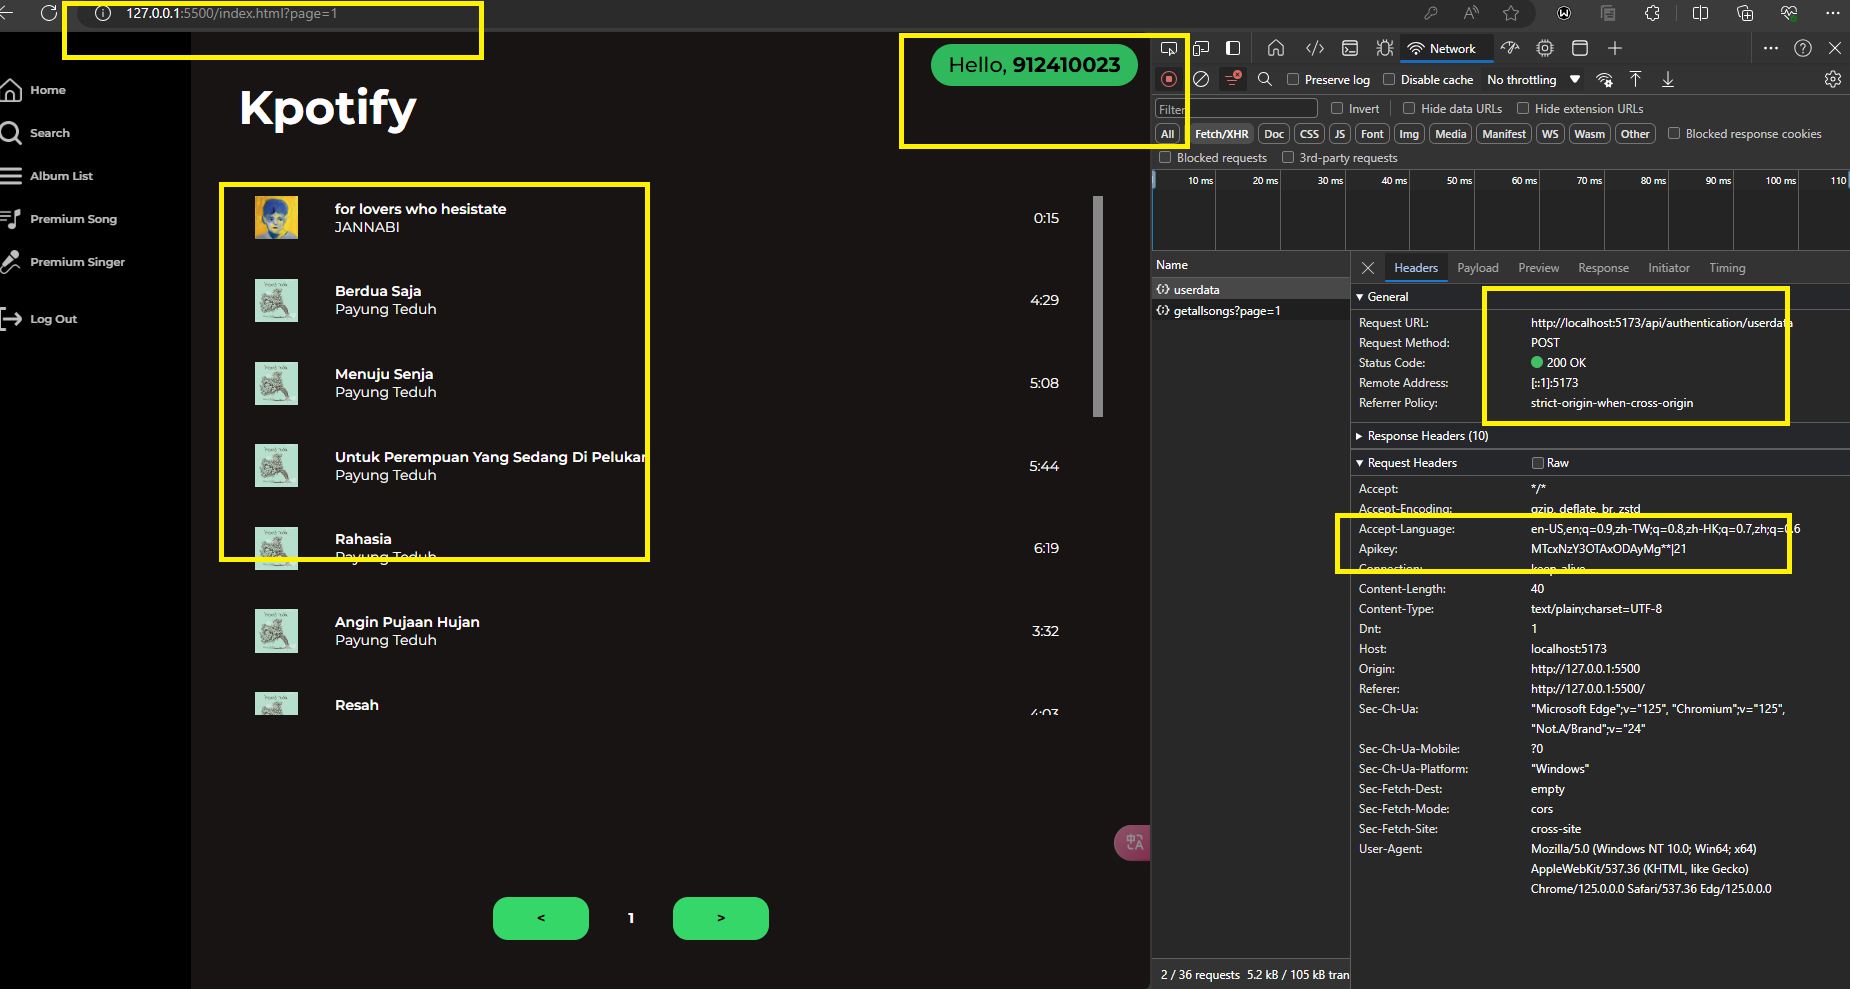 127.0.0.1:5500/index.html?page=1
Home
Search
Album List
Premium Song
Premium Singer
Log Out
Kpotify
Hello, 912410023
for lovers who hesistate
JANNABI
0:15
Berdua Saja
Payung Teduh
4:29
Menuju Senja
Payung Teduh
5:08
Untuk Perempuan Yang Sedang Di Pelukan
Payung Teduh
5:44
Rahasia
Payung Teduh
6:19
Angin Pujaan Hujan
Payung Teduh
3:32
Resah
4:03
< 1 >
Network
Preserve log Disable cache No throttling
Filter Invert Hide data URLs Hide extension URLs
All Fetch/XHR Doc CSS JS Font Img Media Manifest WS Wasm Other Blocked response cookies
Blocked requests 3rd-party requests
10 ms 20 ms 30 ms 40 ms 50 ms 60 ms 70 ms 80 ms 90 ms 100 ms 110
Name
userdata
getallsongs?page=1
Headers Payload Preview Response Initiator Timing
General
Request URL: http://localhost:5173/api/authentication/userdata
Request Method: POST
Status Code: 200 OK
Remote Address: [::1]:5173
Referrer Policy: strict-origin-when-cross-origin
Response Headers (10)
Request Headers Raw
Accept: */*
Accept-Encoding: gzip, deflate, br, zstd
Accept-Language: en-US,en;q=0.9,zh-TW;q=0.8,zh-HK;q=0.7,zh;q=0.6
Apikey: MTcxNzY3OTAxODAyMg**|21
Connection: keep-alive
Content-Length: 40
Content-Type: text/plain;charset=UTF-8
Dnt: 1
Host: localhost:5173
Origin: http://127.0.0.1:5500
Referer: http://127.0.0.1:5500/
Sec-Ch-Ua: "Microsoft Edge";v="125", "Chromium";v="125",
"Not.A/Brand";v="24"
Sec-Ch-Ua-Mobile: ?0
Sec-Ch-Ua-Platform: "Windows"
Sec-Fetch-Dest: empty
Sec-Fetch-Mode: cors
Sec-Fetch-Site: cross-site
User-Agent: Mozilla/5.0 (Windows NT 10.0; Win64; x64)
AppleWebKit/537.36 (KHTML, like Gecko)
Chrome/125.0.0.0 Safari/537.36 Edg/125.0.0.0
2 / 36 requests 5.2 kB / 105 kB tran